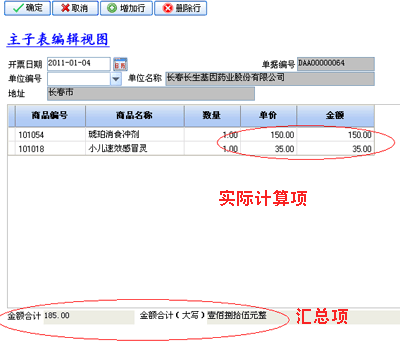 确定 取消 增加行 删除行
主子表编辑视图
开票日期 2011-01-04 单据编号 DAA00000064
单位编号 单位名称 长春长生基因药业股份有限公司
地址 长春市
商品编号 商品名称 数量 单价 金额
101054 琥珀消食冲剂 1.00 150.00 150.00
101018 小儿速效感冒灵 1.00 35.00 35.00
实际计算项
汇总项
金额合计 185.00 金额合计(大写) 壹佰捌拾伍元整